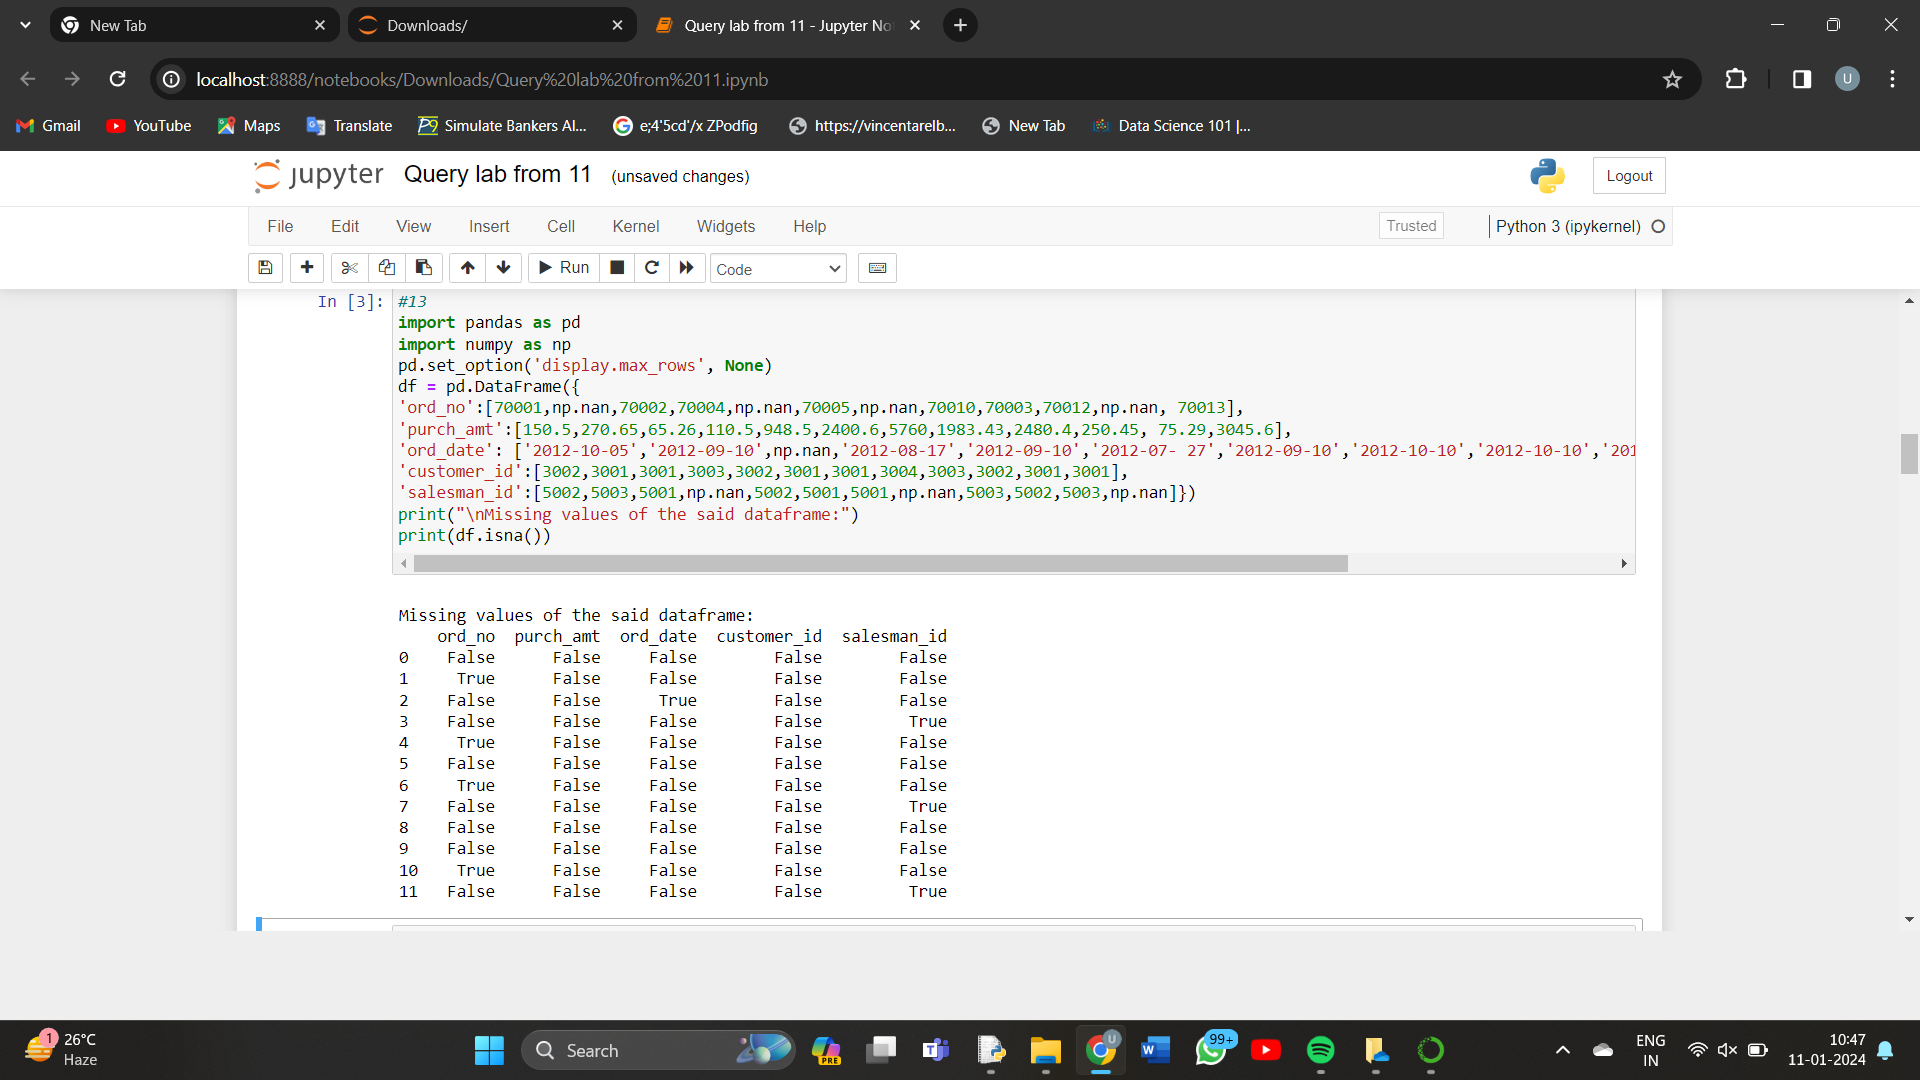 New Tab
Downloads/
Query lab from 11 - Jupyter No
localhost:8888/notebooks/Downloads/Query%20lab%20from%2011.ipynb
U
Gmail
YouTube
Maps
Translate
Simulate Bankers Al...
e;4'5cd'/x ZPodfig
https://vincentarelb...
New Tab
Data Science 101 |...
jupyter
Query lab from 11
(unsaved changes)
Logout
File
Edit
View
Insert
Cell
Kernel
Widgets
Help
Trusted
Python 3 (ipykernel)
Run
Code
In [3]:
#13
import pandas as pd
import numpy as np
pd.set_option('display.max_rows', None)
df = pd.DataFrame({
'ord_no':[70001,np.nan,70002,70004,np.nan,70005,np.nan,70010,70003,70012,np.nan, 70013],
'purch_amt':[150.5,270.65,65.26,110.5,948.5,2400.6,5760,1983.43,2480.4,250.45, 75.29,3045.6],
'ord_date': ['2012-10-05','2012-09-10',np.nan,'2012-08-17','2012-09-10','2012-07- 27','2012-09-10','2012-10-10','2012-10-10','201
'customer_id':[3002,3001,3001,3003,3002,3001,3001,3004,3003,3002,3001,3001],
'salesman_id':[5002,5003,5001,np.nan,5002,5001,5001,np.nan,5003,5002,5003,np.nan]})
print("\nMissing values of the said dataframe:")
print(df.isna())
Missing values of the said dataframe:
ord_no purch_amt ord_date customer_id salesman_id
0 False False False False False
1 True False False False False
2 False False True False False
3 False False False False True
4 True False False False False
5 False False False False False
6 True False False False False
7 False False False False True
8 False False False False False
9 False False False False False
10 True False False False False
11 False False False False True
1
26°C
Haze
Search
PRE
U
99+
ENG
IN
10:47
11-01-2024